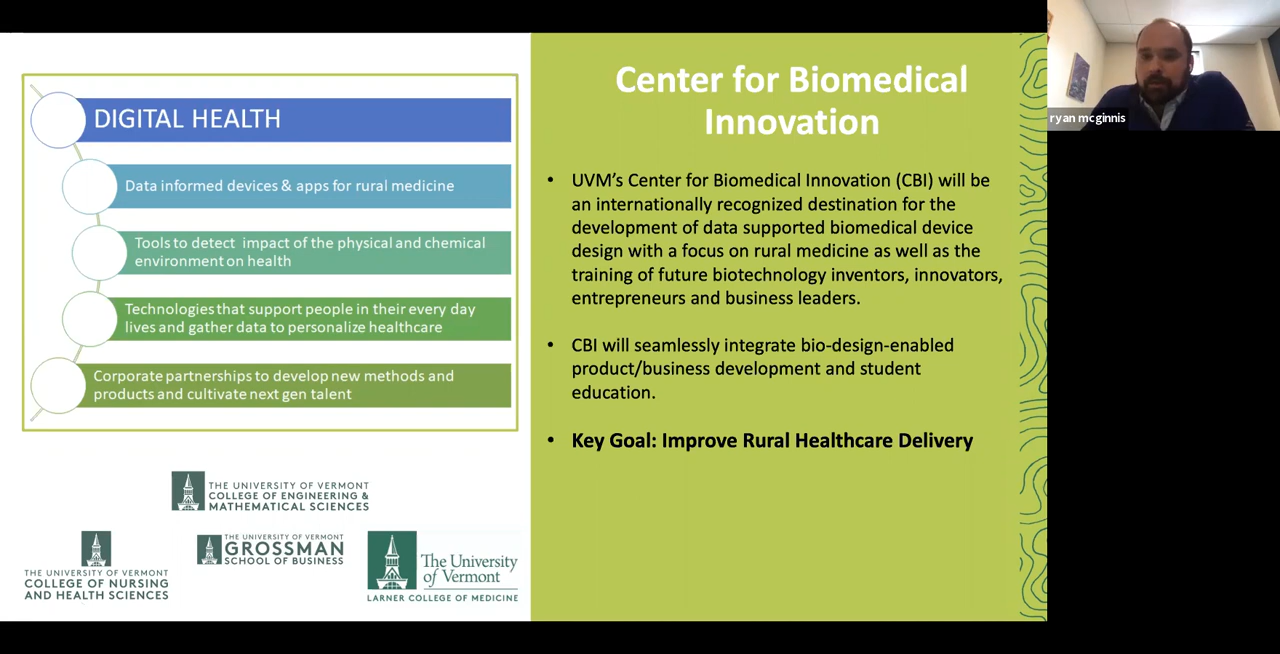 DIGITAL HEALTH
Data informed devices & apps for rural medicine
Tools to detect impact of the physical and chemical
environment on health
Technologies that support people in their every day
lives and gather data to personalize healthcare
Corporate partnerships to develop new methods and
products and cultivate next gen talent
THE UNIVERSITY OF VERMONT
COLLEGE OF ENGINEERING &
MATHEMATICAL SCIENCES
THE UNIVERSITY OF VERMONT
COLLEGE OF NURSING
AND HEALTH SCIENCES
THE UNIVERSITY OF VERMONT
GROSSMAN
SCHOOL OF BUSINESS
The University
of Vermont
LARNER COLLEGE OF MEDICINE
Center for Biomedical
Innovation
• UVM’s Center for Biomedical Innovation (CBI) will be
an internationally recognized destination for the
development of data supported biomedical device
design with a focus on rural medicine as well as the
training of future biotechnology inventors, innovators,
entrepreneurs and business leaders.
• CBI will seamlessly integrate bio-design-enabled
product/business development and student
education.
• Key Goal: Improve Rural Healthcare Delivery
ryan mcginnis